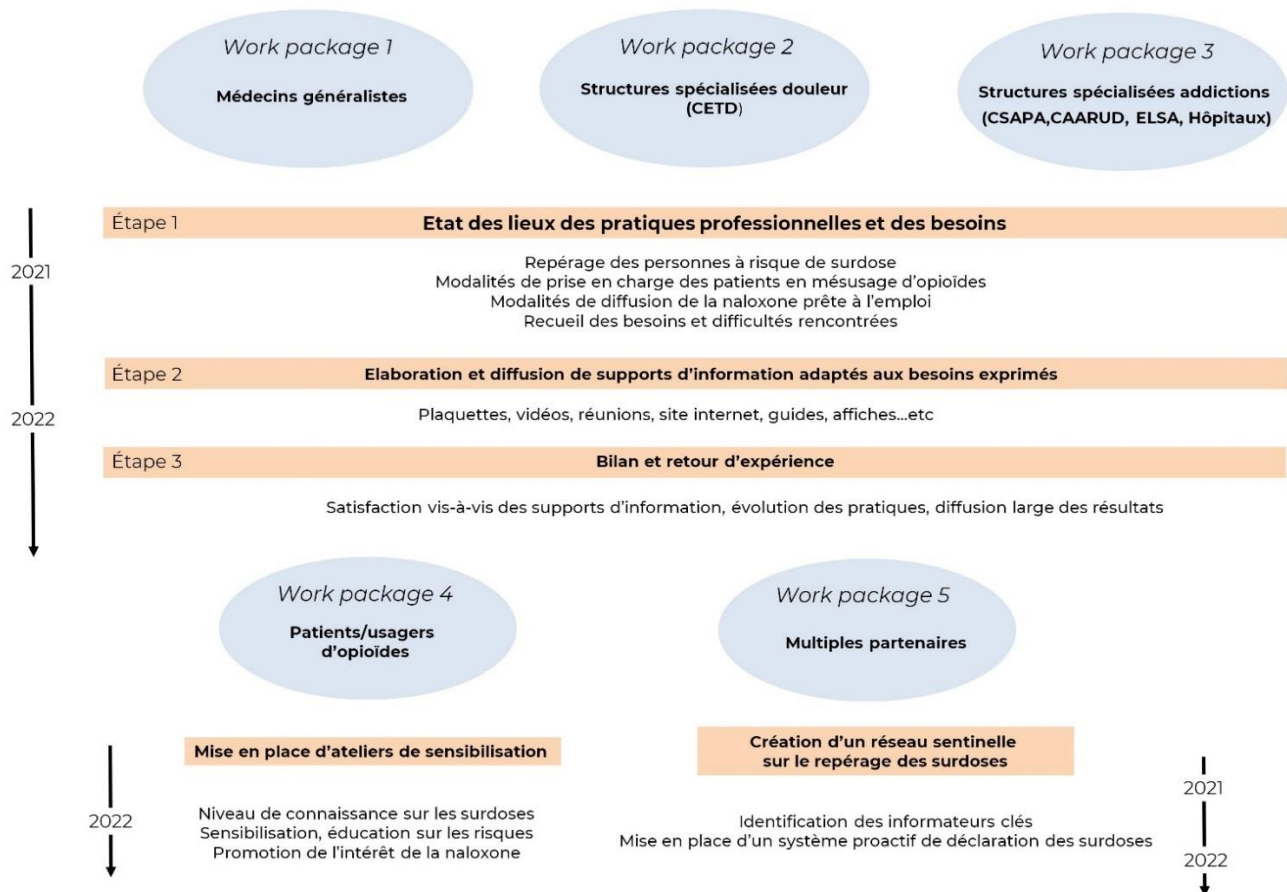 Work package 1
Médecins généralistes
Work package 2
Structures spécialisées douleur
(CETD)
Work package 3
Structures spécialisées addictions
(CSAPA,CAARUD, ELSA, Hôpitaux)
Étape 1
Etat des lieux des pratiques professionnelles et des besoins
2021
Repérage des personnes à risque de surdose
Modalités de prise en charge des patients en mésusage d'opioïdes
Modalités de diffusion de la naloxone prête à l'emploi
Recueil des besoins et difficultés rencontrées
Étape 2
Elaboration et diffusion de supports d'information adaptés aux besoins exprimés
2022
Plaquettes, vidéos, réunions, site internet, guides, affiches...etc
Étape 3
Bilan et retour d'expérience
Satisfaction vis-à-vis des supports d'information, évolution des pratiques, diffusion large des résultats
Work package 4
Patients/usagers
d'opioïdes
Work package 5
Multiples partenaires
Mise en place d'ateliers de sensibilisation
2022
Niveau de connaissance sur les surdoses
Sensibilisation, éducation sur les risques
Promotion de l'intérêt de la naloxone
Création d'un réseau sentinelle
sur le repérage des surdoses
2021
Identification des informateurs clés
Mise en place d'un système proactif de déclaration des surdoses
2022